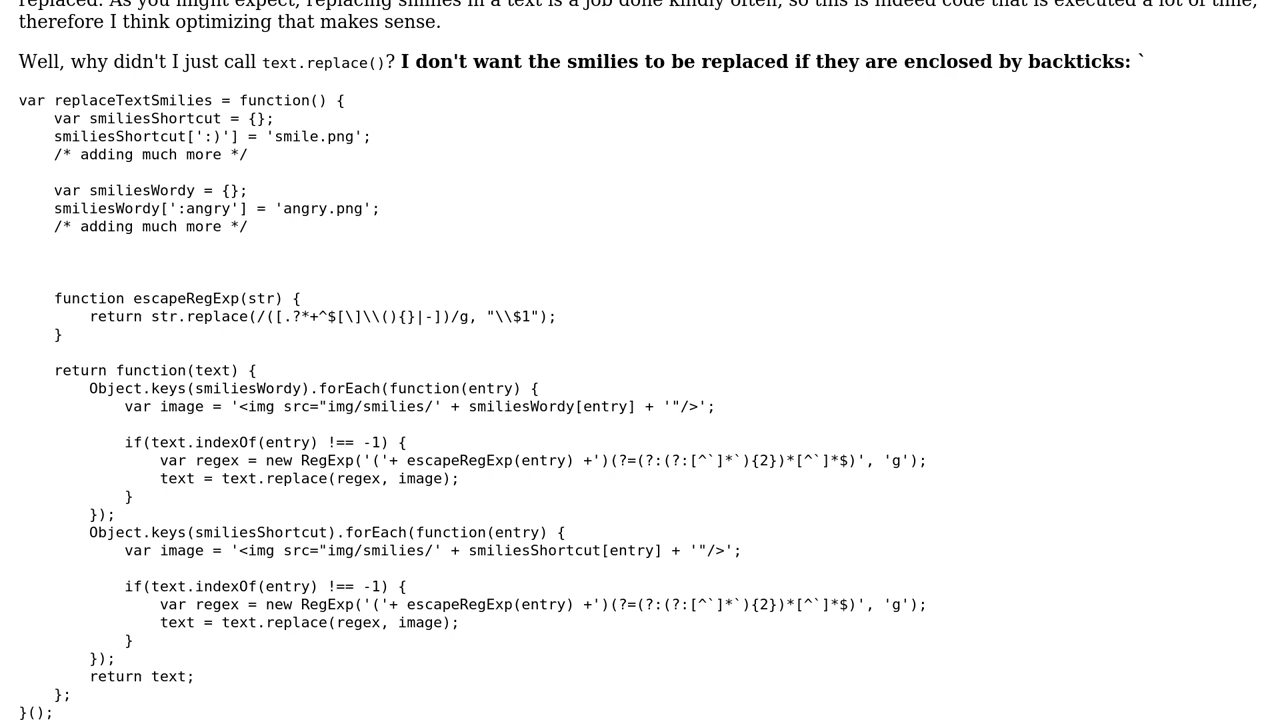 replaced. As you might expect, replacing smilies in a text is a job done kindly often, so this is indeed code that is executed a lot of time,
therefore I think optimizing that makes sense.
Well, why didn't I just call text.replace()? I don't want the smilies to be replaced if they are enclosed by backticks: `
var replaceTextSmilies = function() {
    var smiliesShortcut = {};
    smiliesShortcut[':)'] = 'smile.png';
    /* adding much more */
    var smiliesWordy = {};
    smiliesWordy[':angry'] = 'angry.png';
    /* adding much more */
    function escapeRegExp(str) {
        return str.replace(/([.?*+^$[\]\\(){}|-])/g, "\\$1");
    }
    return function(text) {
        Object.keys(smiliesWordy).forEach(function(entry) {
            var image = '<img src="img/smilies/' + smiliesWordy[entry] + '"/>';
            if(text.indexOf(entry) !== -1) {
                var regex = new RegExp('('+ escapeRegExp(entry) +')(?=(?:(?:[^`]*`){2})*[^`]*$)', 'g');
                text = text.replace(regex, image);
            }
        });
        Object.keys(smiliesShortcut).forEach(function(entry) {
            var image = '<img src="img/smilies/' + smiliesShortcut[entry] + '"/>';
            if(text.indexOf(entry) !== -1) {
                var regex = new RegExp('('+ escapeRegExp(entry) +')(?=(?:(?:[^`]*`){2})*[^`]*$)', 'g');
                text = text.replace(regex, image);
            }
        });
        return text;
    };
}();